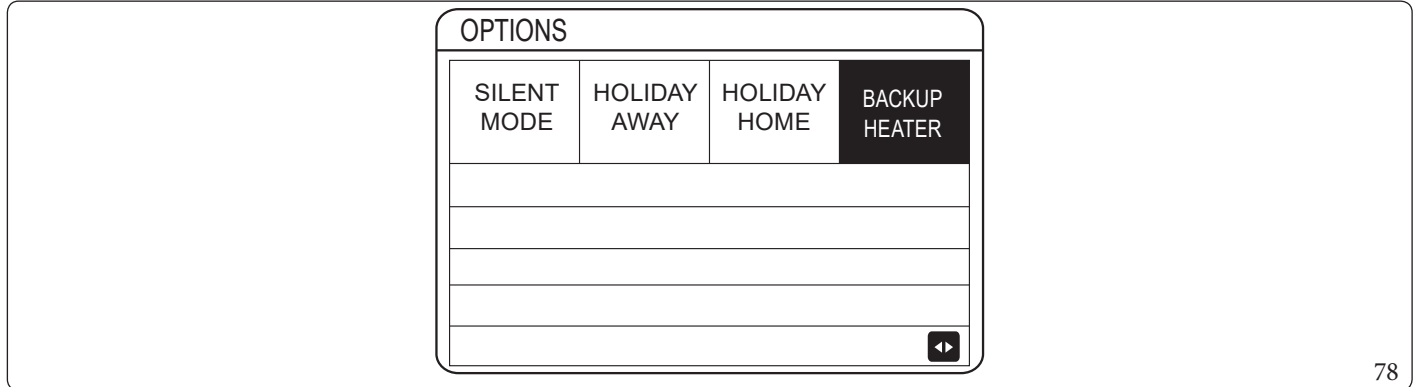 OPTIONS
SILENT MODE
HOLIDAY AWAY
HOLIDAY HOME
BACKUP HEATER
78